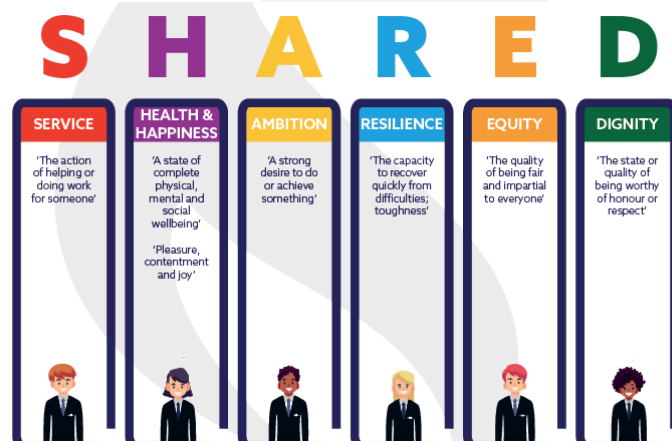 S H A R E D
SERVICE
'The action
of helping or
doing work
for someone'
HEALTH &
HAPPINESS
'A state of
complete
physical,
mental and
social
wellbeing'
'Pleasure,
contentment
and joy'
AMBITION
'A strong
desire to do
or achieve
something'
RESILIENCE
'The capacity
to recover
quickly from
difficulties;
toughness'
EQUITY
'The quality
of being fair
and impartial
to everyone'
DIGNITY
'The state or
quality of
being worthy
of honour or
respect'